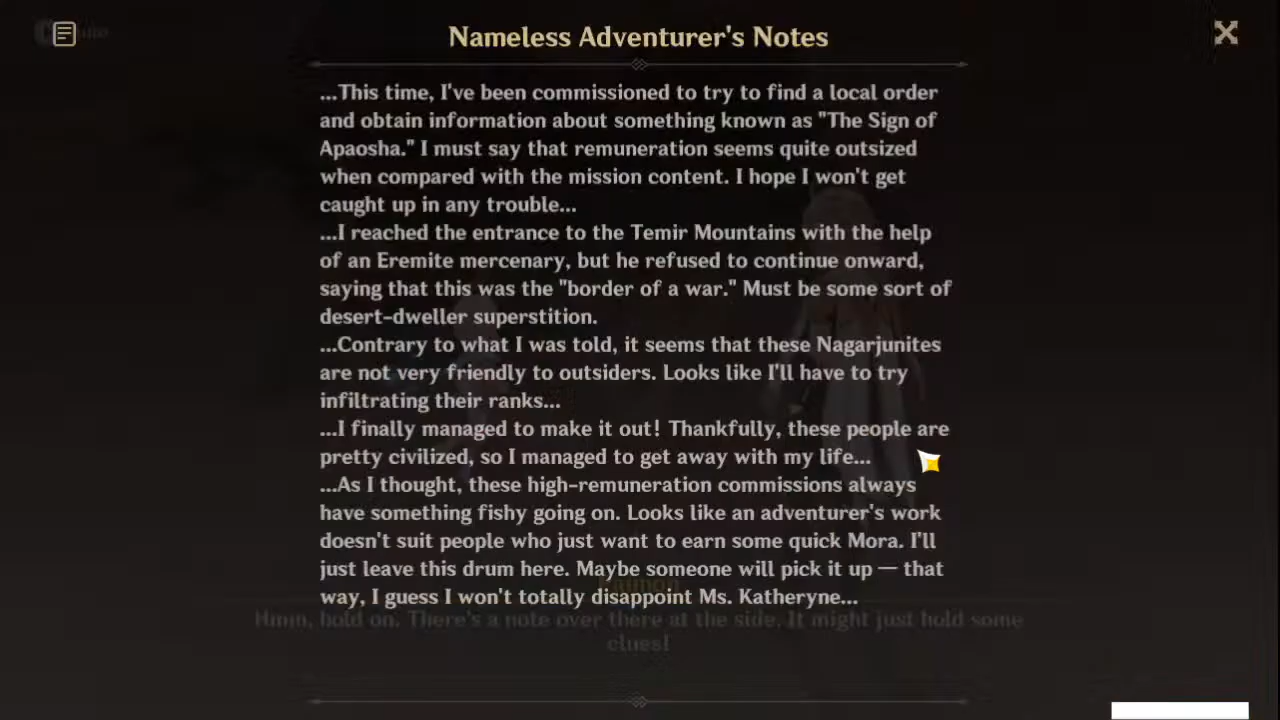 Nameless Adventurer's Notes
...This time, I've been commissioned to try to find a local order
and obtain information about something known as "The Sign of
Apaosha." I must say that remuneration seems quite outsized
when compared with the mission content. I hope I won't get
caught up in any trouble...
...I reached the entrance to the Temir Mountains with the help
of an Eremite mercenary, but he refused to continue onward,
saying that this was the "border of a war." Must be some sort of
desert-dweller superstition.
...Contrary to what I was told, it seems that these Nagarjunites
are not very friendly to outsiders. Looks like I'll have to try
infiltrating their ranks...
...I finally managed to make it out! Thankfully, these people are
pretty civilized, so I managed to get away with my life...
...As I thought, these high-remuneration commissions always
have something fishy going on. Looks like an adventurer's work
doesn't suit people who just want to earn some quick Mora. I'll
just leave this drum here. Maybe someone will pick it up — that
way, I guess I won't totally disappoint Ms. Katheryne...
Paimon
Hmm, hold on. There's a note over there at the side. It might just hold some
clues!